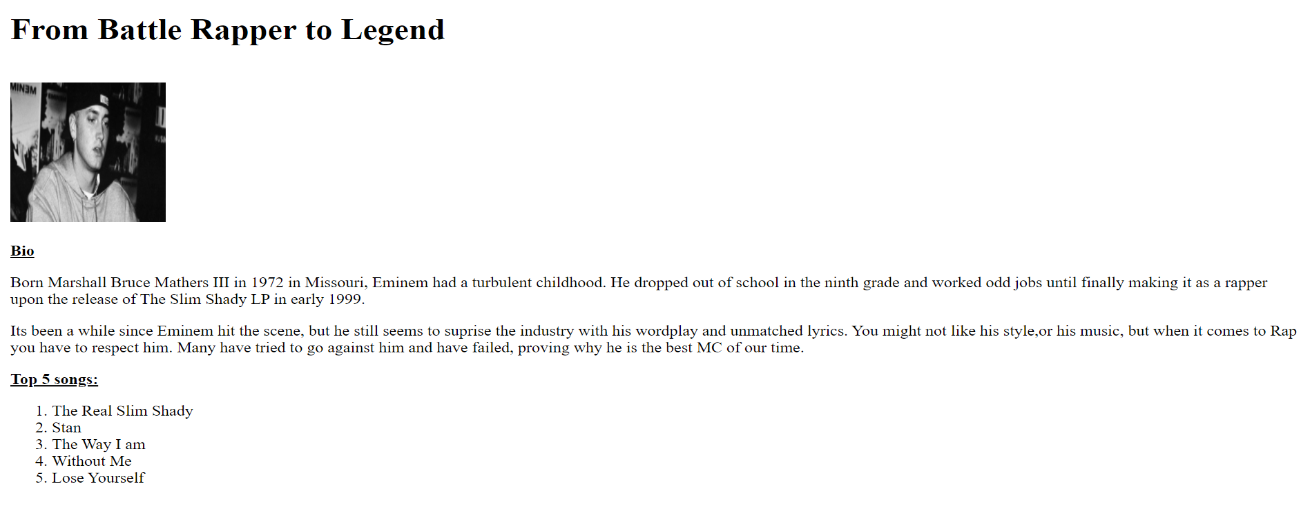 From Battle Rapper to Legend
MINEM
Bio
Born Marshall Bruce Mathers III in 1972 in Missouri, Eminem had a turbulent childhood. He dropped out of school in the ninth grade and worked odd jobs until finally making it as a rapper
upon the release of The Slim Shady LP in early 1999.
Its been a while since Eminem hit the scene, but he still seems to suprise the industry with his wordplay and unmatched lyrics. You might not like his style,or his music, but when it comes to Rap
you have to respect him. Many have tried to go against him and have failed, proving why he is the best MC of our time.
Top 5 songs:
1. The Real Slim Shady
2. Stan
3. The Way I am
4. Without Me
5. Lose Yourself